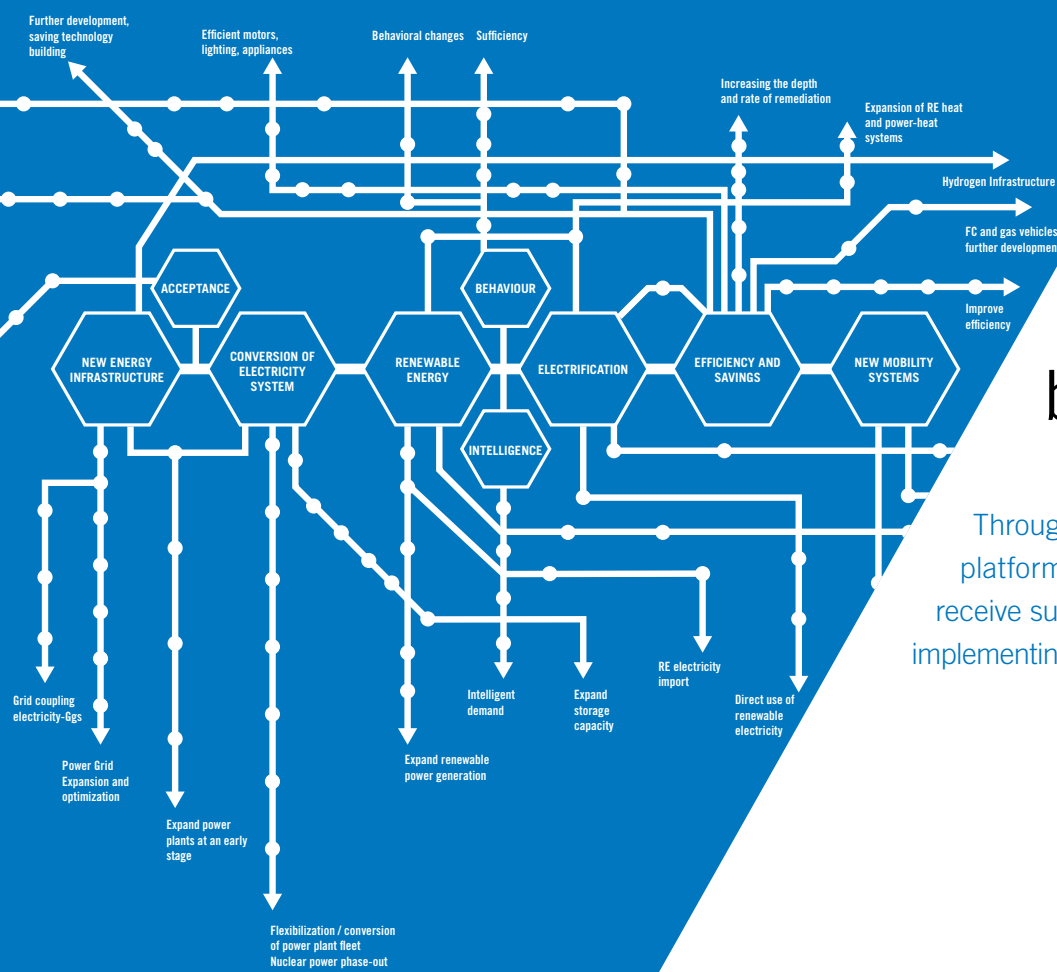 Further development,
saving technology
building
Efficient motors,
lighting, appliances
Behavioral changes
Sufficiency
Increasing the depth
and rate of remediation
Expansion of RE heat
and power-heat
systems
Hydrogen Infrastructure
FC and gas vehicles
further developmen
Improve
efficiency
ACCEPTANCE
BEHAVIOUR
NEW ENERGY
INFRASTRUCTURE
CONVERSION OF
ELECTRICITY
SYSTEM
RENEWABLE
ENERGY
ELECTRIFICATION
EFFICIENCY AND
SAVINGS
NEW MOBILITY
SYSTEMS
INTELLIGENCE
Throug
platform
receive su
implementin
Grid coupling
electricity-Ggs
Power Grid
Expansion and
optimization
Expand power
plants at an early
stage
Flexibilization / conversion
of power plant fleet
Nuclear power phase-out
Expand renewable
power generation
Intelligent
demand
Expand
storage
capacity
RE electricity
import
Direct use of
renewable
electricity